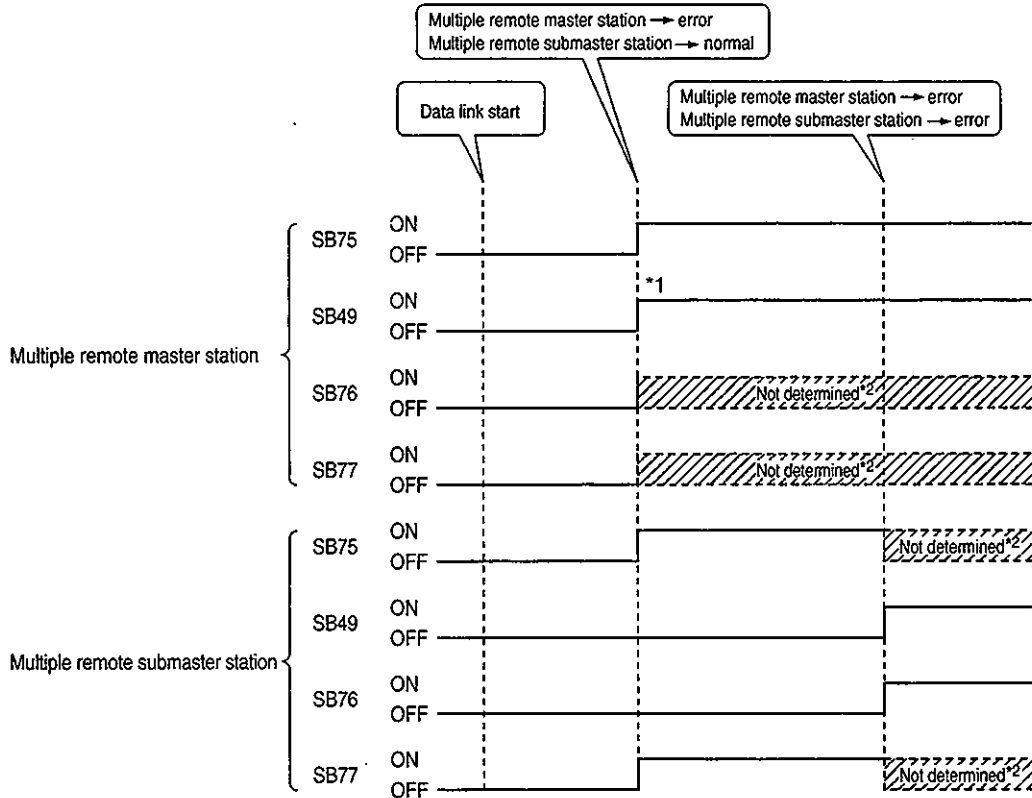 Multiple remote master station → error
Multiple remote submaster station → normal
Data link start
Multiple remote master station → error
Multiple remote submaster station → error
Multiple remote master station
SB75
ON
OFF
*1
SB49
ON
OFF
SB76
ON
OFF
Not determined*2
SB77
ON
OFF
Not determined*2
Multiple remote submaster station
SB75
ON
OFF
Not determined*2
SB49
ON
OFF
SB76
ON
OFF
SB77
ON
OFF
Not determined*2